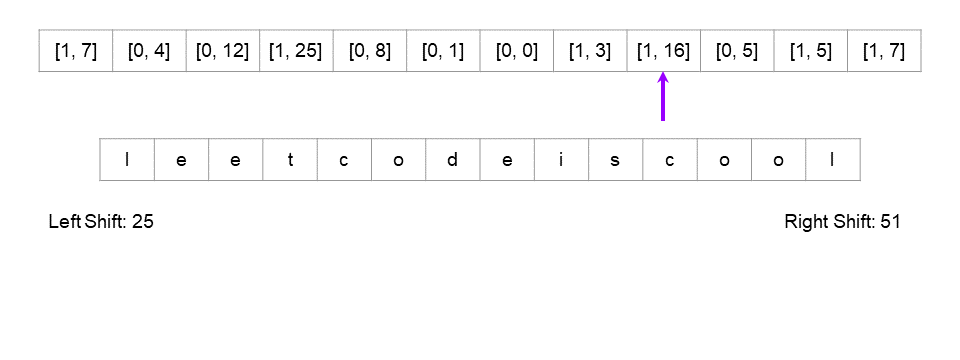 [1, 7] [0, 4] [0, 12] [1, 25] [0, 8] [0, 1] [0, 0] [1, 3] [1, 16] [0, 5] [1, 5] [1, 7]
l e e t c o d e i s c o o l
Left Shift: 25 Right Shift: 51